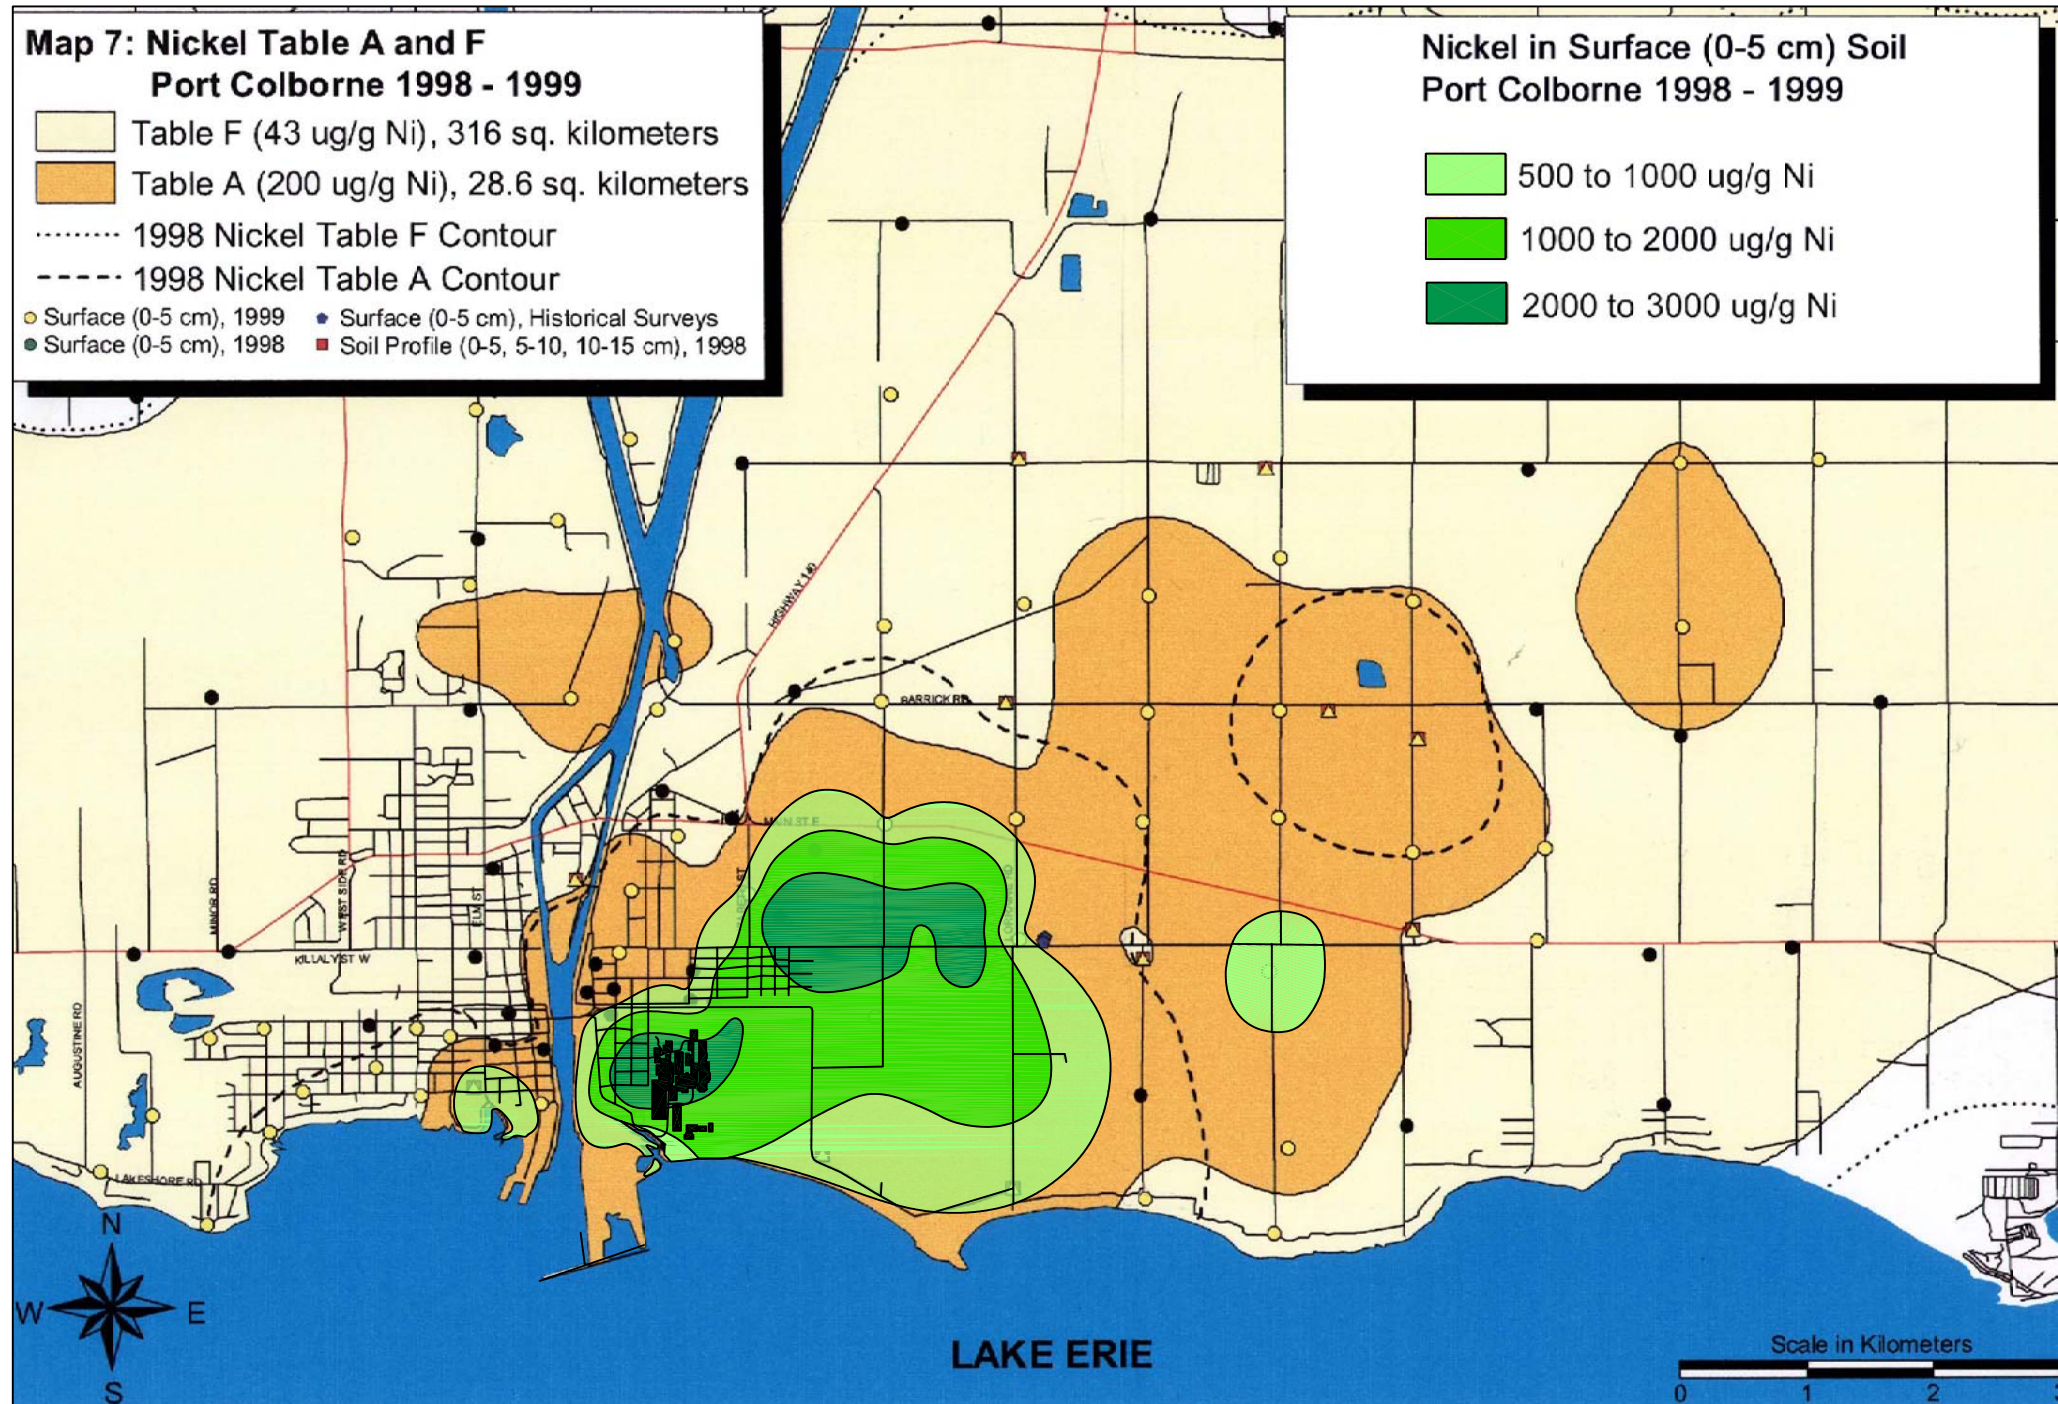 Map 7: Nickel Table A and F
Port Colborne 1998 - 1999
Table F (43 ug/g Ni), 316 sq. kilometers
Table A (200 ug/g Ni), 28.6 sq. kilometers
1998 Nickel Table F Contour
1998 Nickel Table A Contour
Surface (0-5 cm), 1999
Surface (0-5 cm), Historical Surveys
Surface (0-5 cm), 1998
Soil Profile (0-5, 5-10, 10-15 cm), 1998
Nickel in Surface (0-5 cm) Soil
Port Colborne 1998 - 1999
500 to 1000 ug/g Ni
1000 to 2000 ug/g Ni
2000 to 3000 ug/g Ni
HIGHWAY 140
BARRICK RD
MAIN ST E
LORRAINE RD
MINOR RD
WEST SIDE RD
ELM ST
KILLALY ST W
AUGUSTINE RD
LAKESHORE RD
N
W E
S
LAKE ERIE
Scale in Kilometers
0 1 2 3